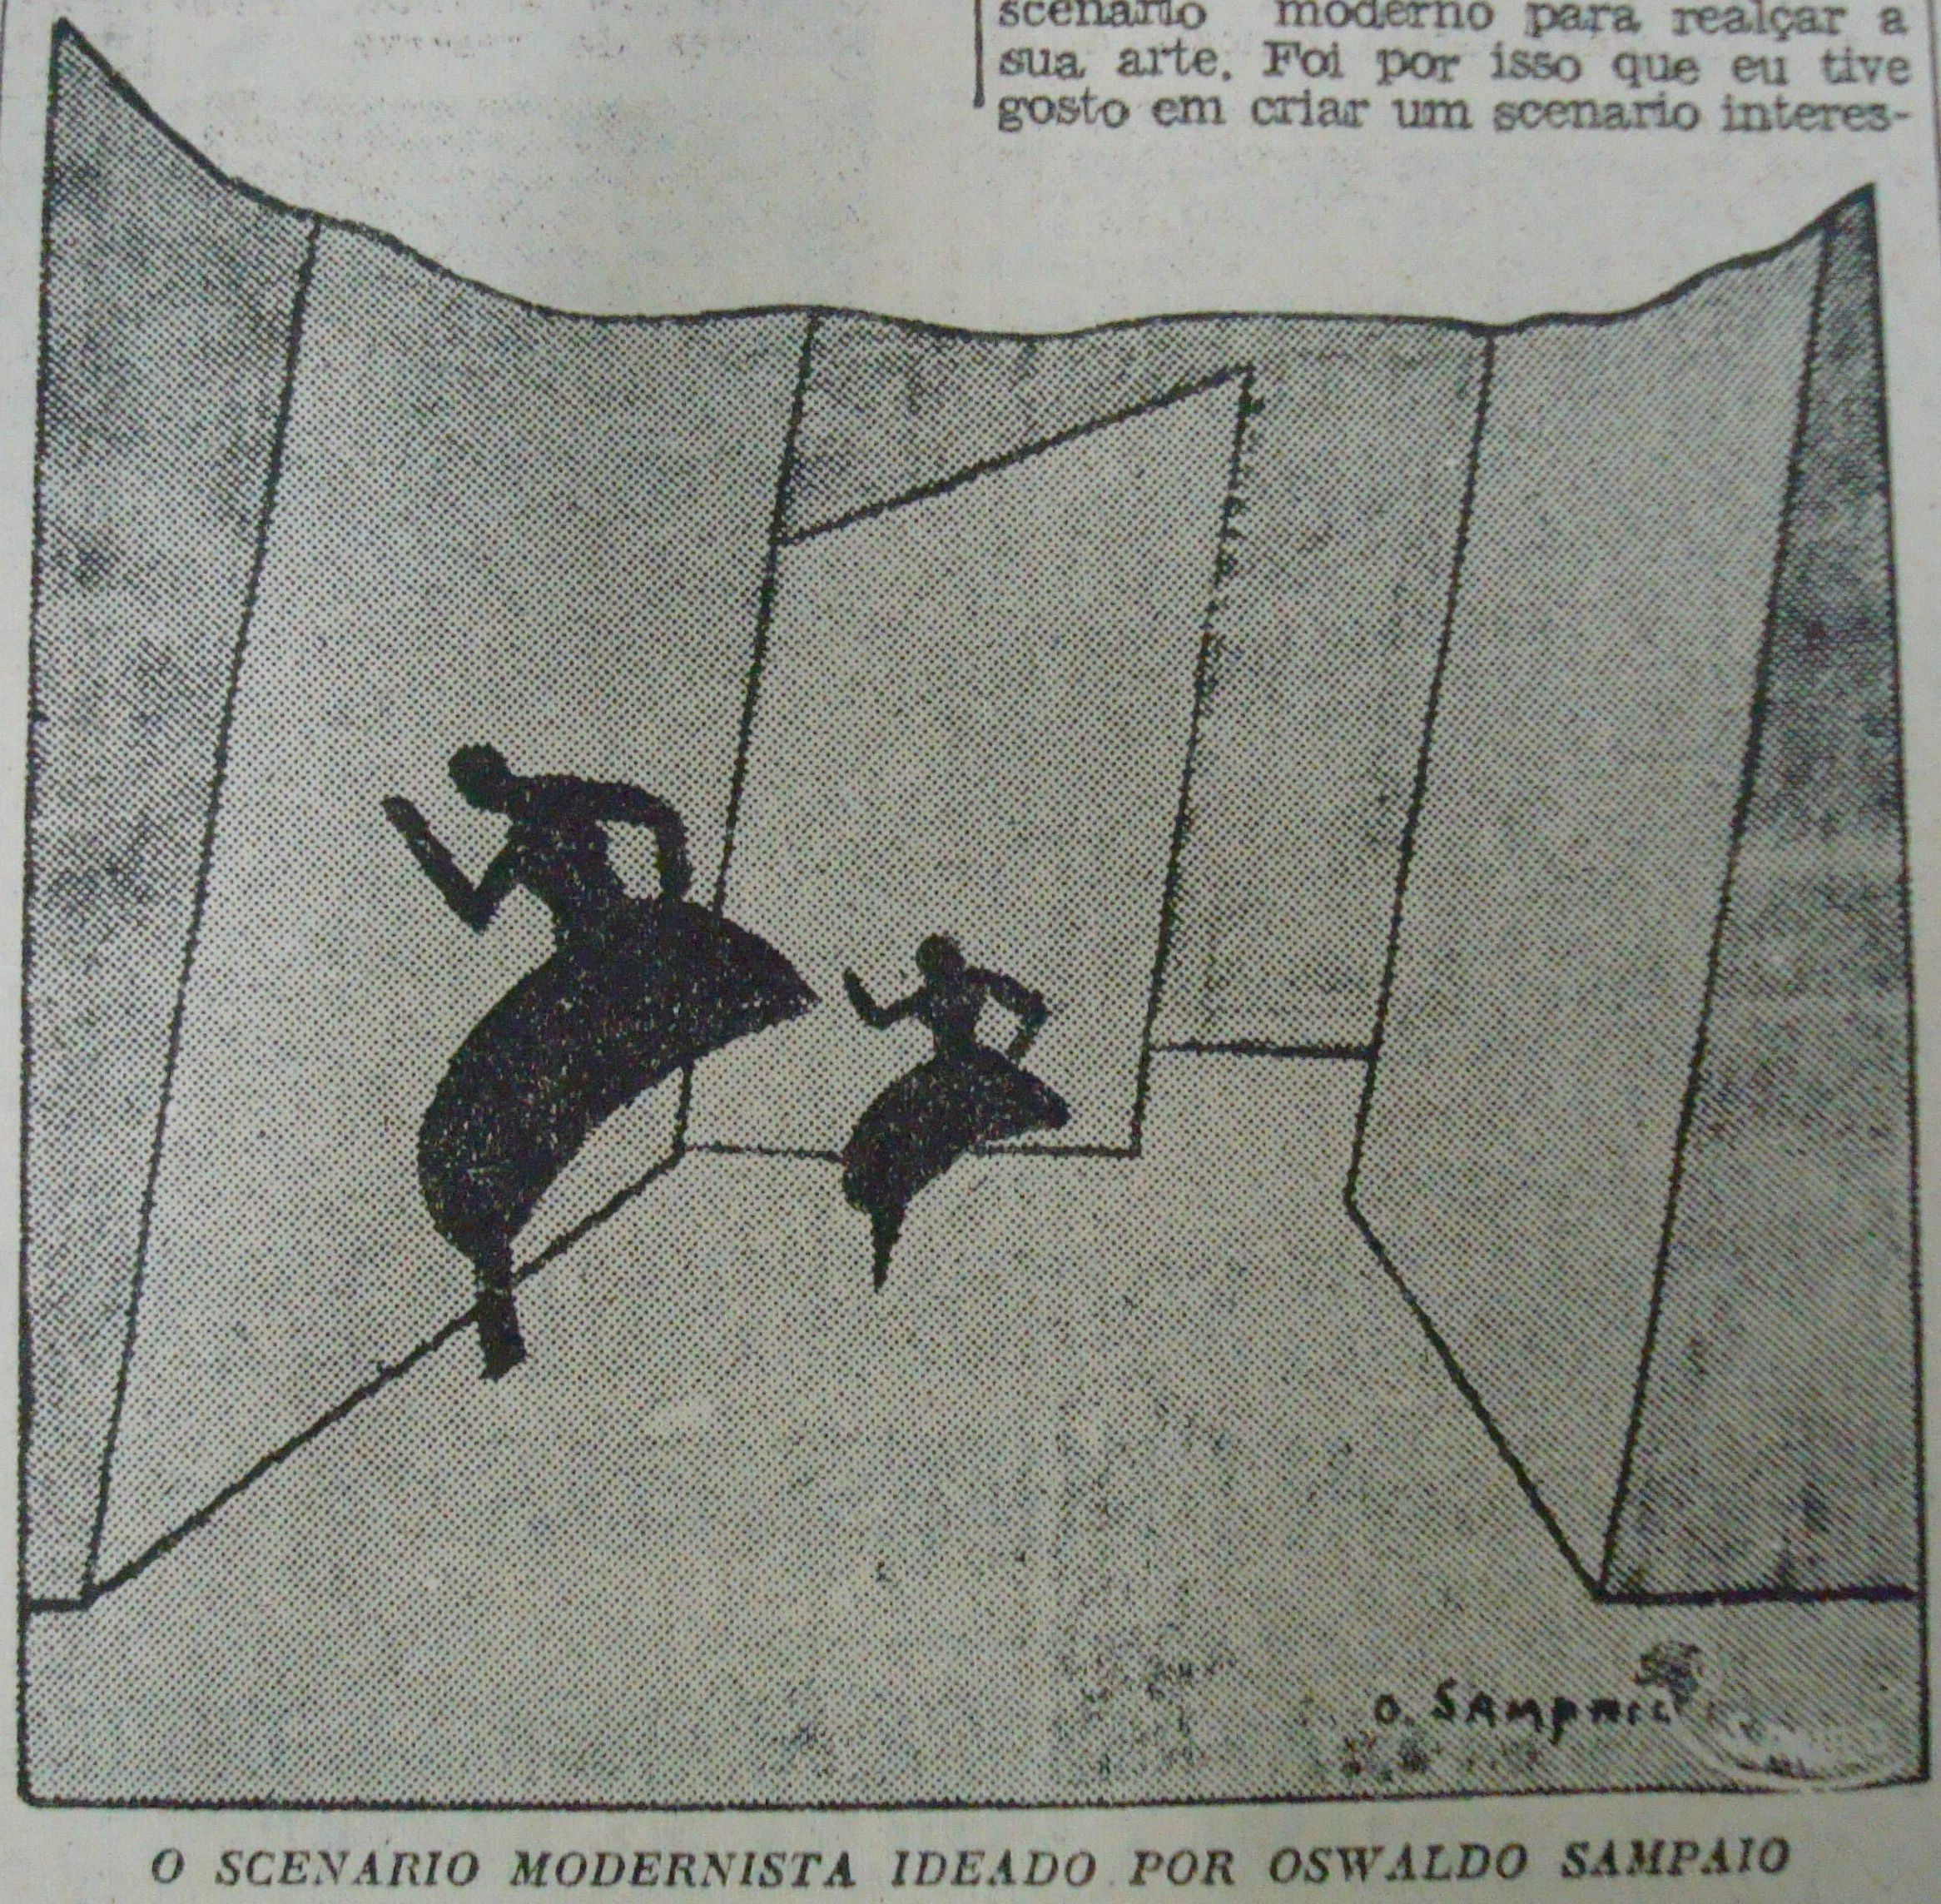 scenario moderno para realçar a
sua arte. Foi por isso que eu tive
gosto em criar um scenario interes-
O. SAMPAIO
O SCENARIO MODERNISTA IDEADO POR OSWALDO SAMPAIO